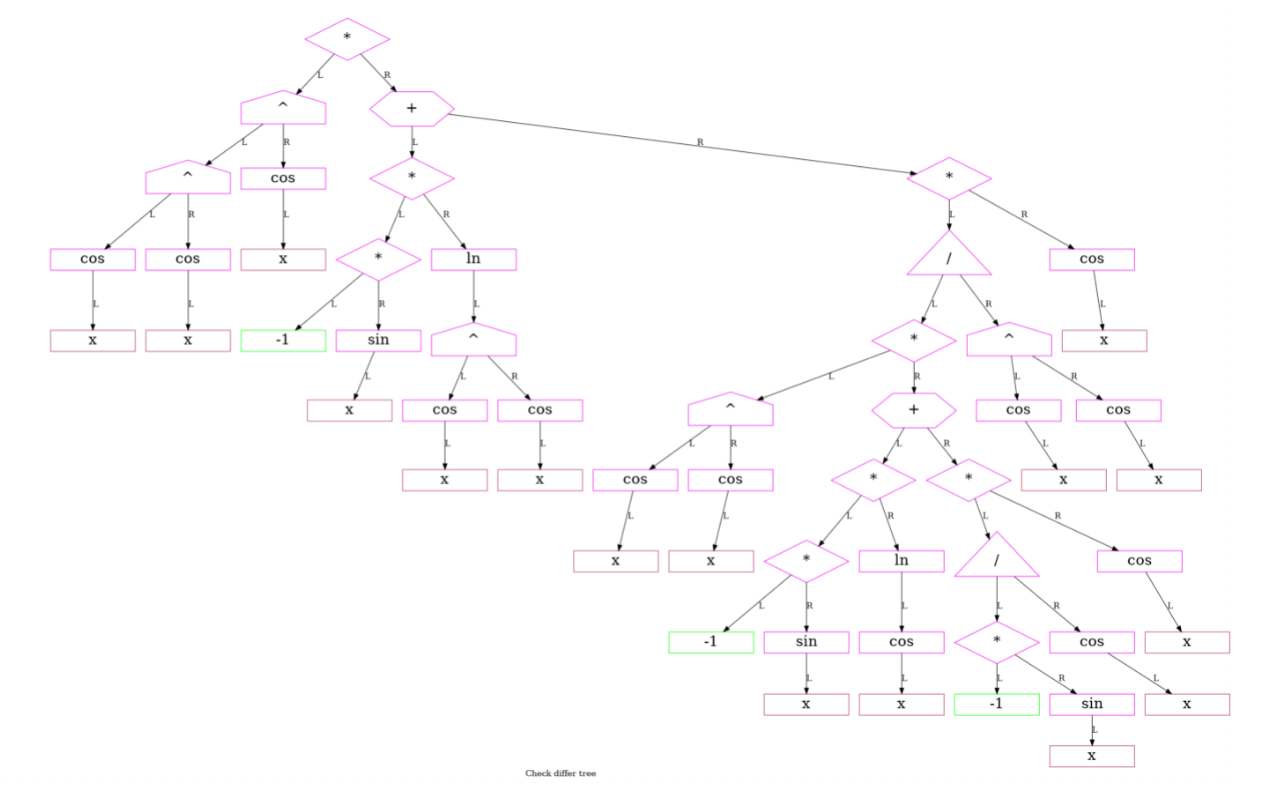 *
L R
^ +
L R L R
^ cos * *
L R L L R L R
cos cos x * ln / cos
L L L R L L R L
x x -1 sin ^ * ^ x
L L R L R L R
x cos cos ^ + cos cos
L L L R L R L L
x x cos cos * * x x
L L L R L R
x x * ln / cos
L R L L R L
-1 sin cos * cos x
L L L R L
x x -1 sin x
L
x
Check differ tree